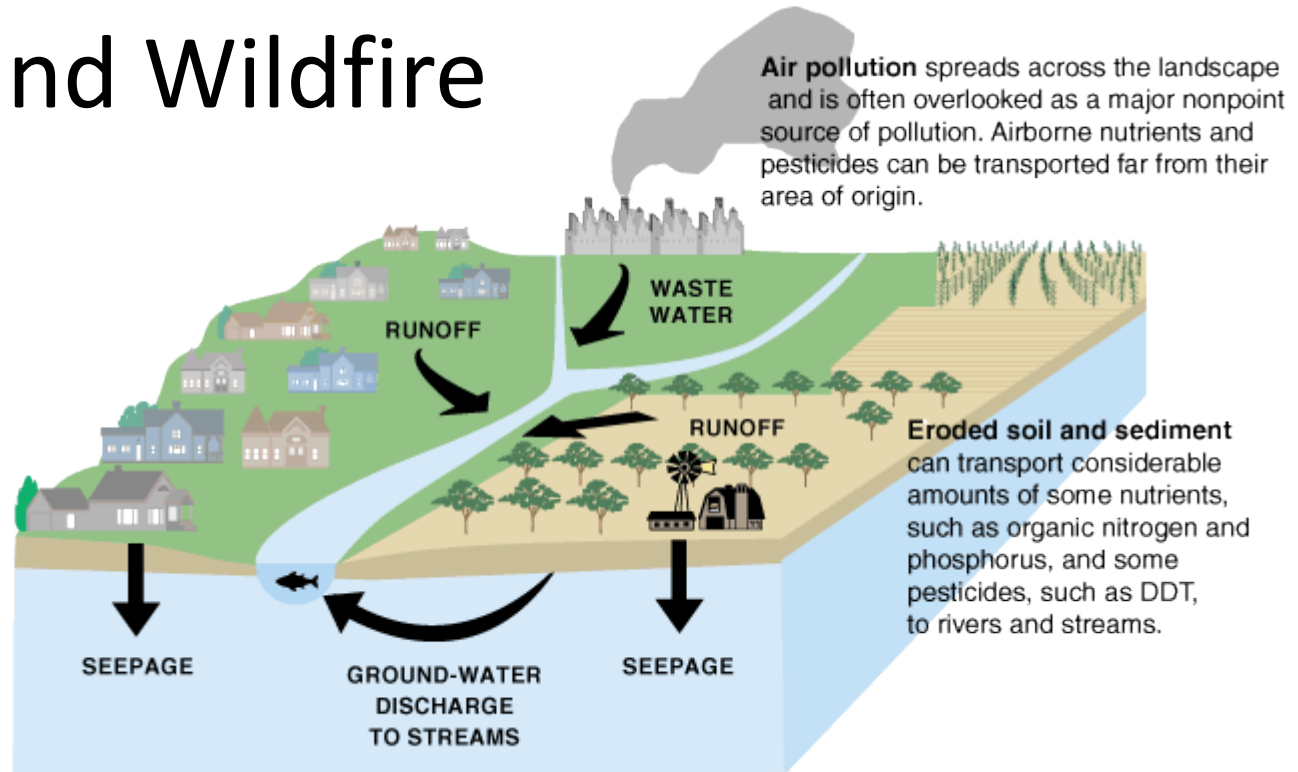 nd Wildfire
Air pollution spreads across the landscape
and is often overlooked as a major nonpoint
source of pollution. Airborne nutrients and
pesticides can be transported far from their
area of origin.
WASTE
WATER
RUNOFF
RUNOFF
Eroded soil and sediment
can transport considerable
amounts of some nutrients,
such as organic nitrogen and
phosphorus, and some
pesticides, such as DDT,
to rivers and streams.
SEEPAGE
GROUND-WATER
DISCHARGE
TO STREAMS
SEEPAGE